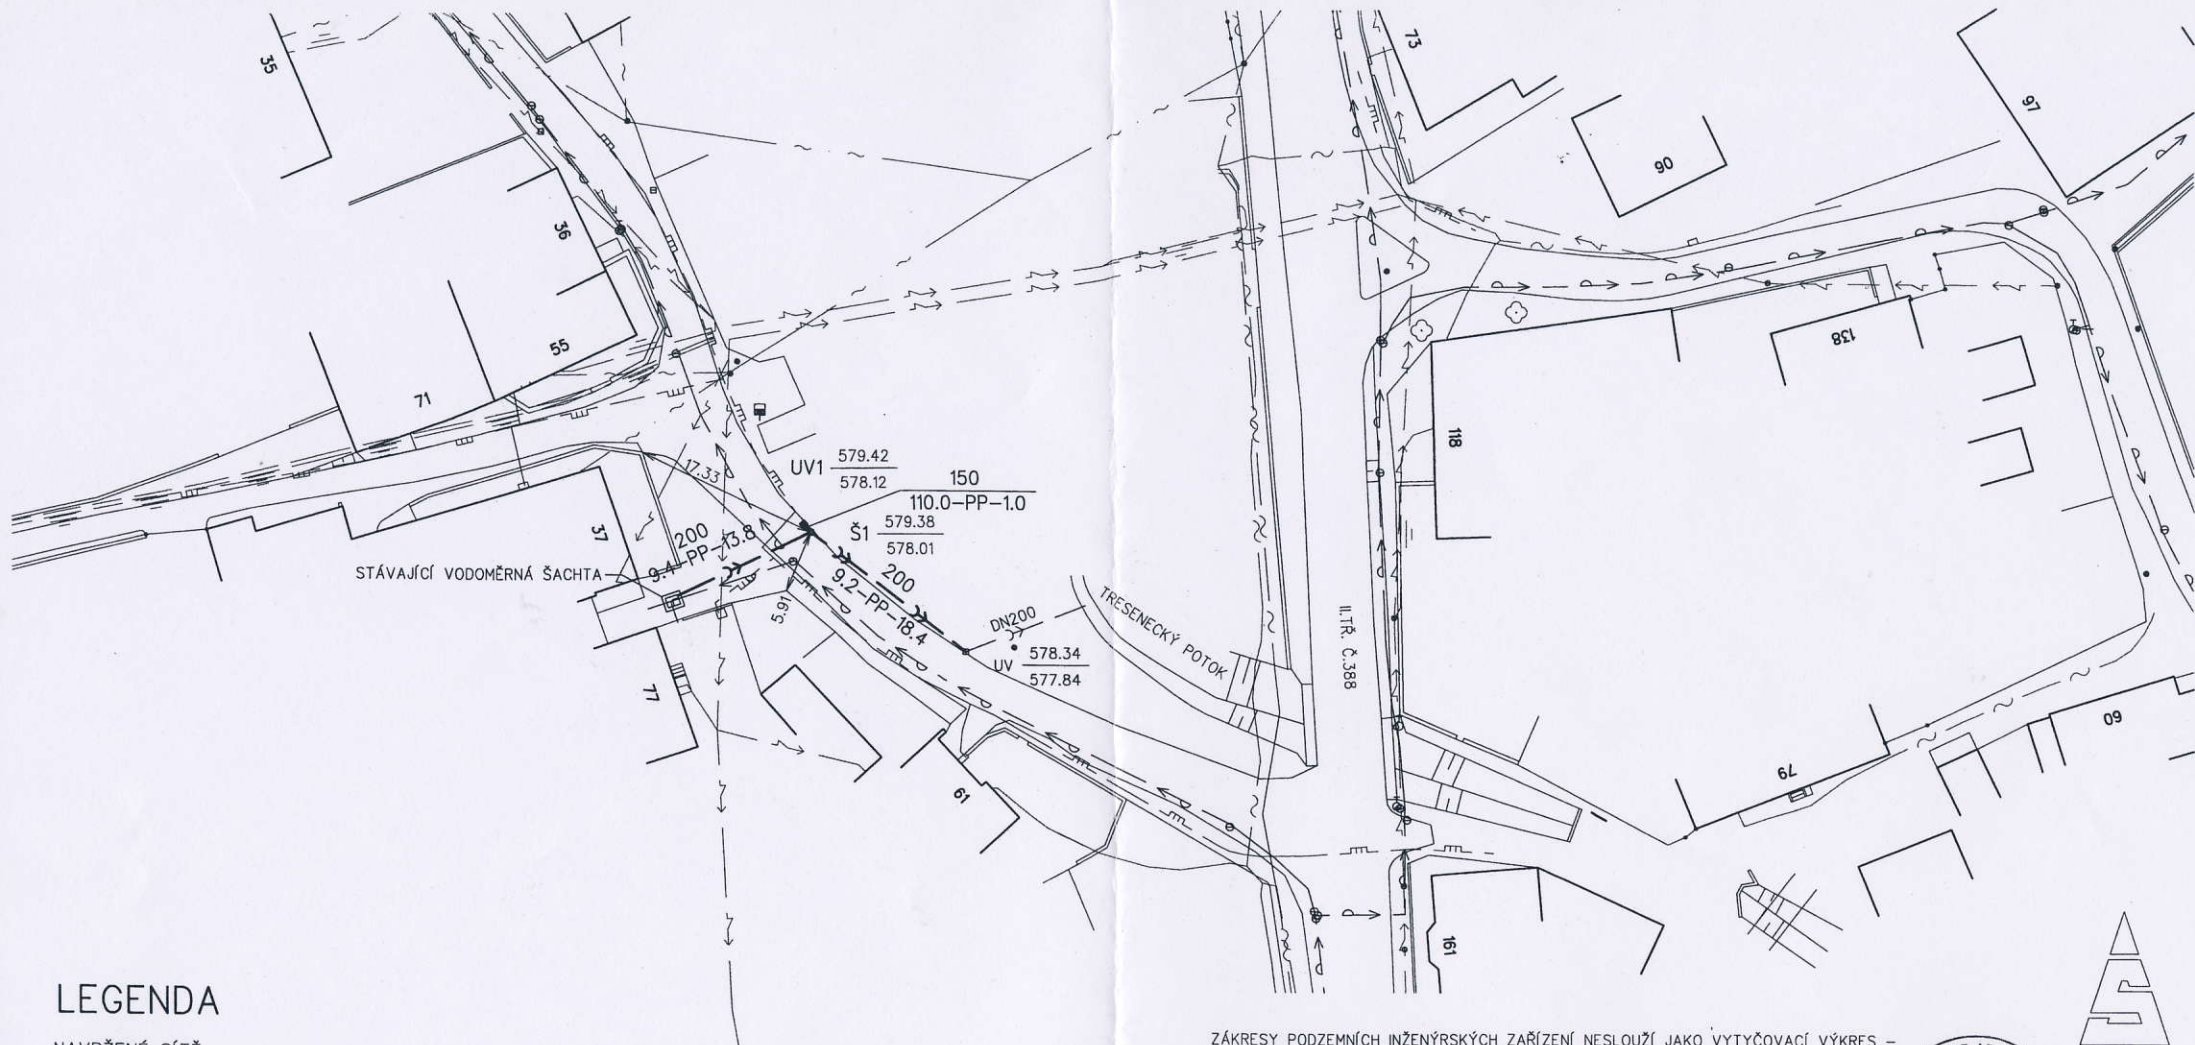 35
73
97
90
36
55
71
138
118
UV1 579.42
578.12
150
110.0-PP-1.0
17.33
Š1 579.38
578.01
37
200
9.4-PP-13.8
STÁVAJÍCÍ VODOMĚRNÁ ŠACHTA
200
9.2-PP-18.4
5.91
DN200
TŘESENECKÝ POTOK
II.TŘ. Č.388
UV 578.34
577.84
77
61
79
60
161
LEGENDA
ZÁKRESY PODZEMNÍCH INŽENÝRSKÝCH ZAŘÍZENÍ NESLOUŽÍ JAKO VYTYČOVACÍ VÝKRES -